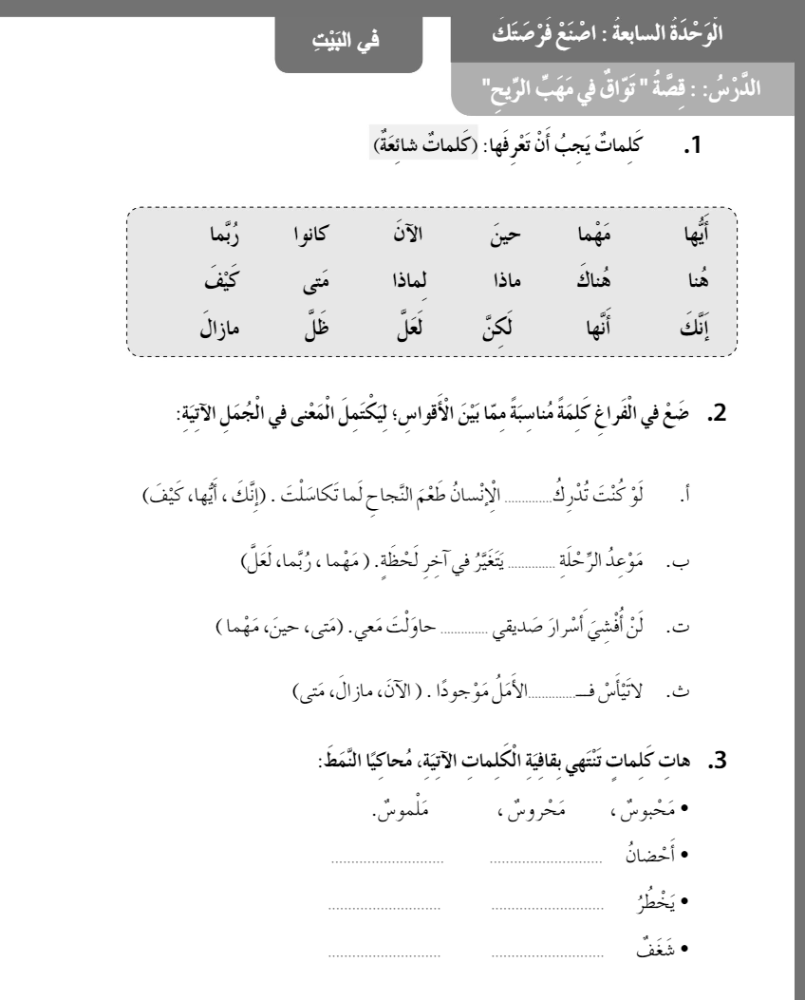 الْوَحْدَةُ السابعةُ : اصْنَعْ فُرْصَتَكَ
في البَيْتِ
الدَّرْسُ: : قِصَّةُ " تَوّاقٌ في مَهَبِّ الرِّيحِ"
1. كَلِماتٌ يَجِبُ أَنْ تَعْرِفَها: (كَلِماتٌ شائِعَةٌ)
أَيُّها مَهْما حينَ الآنَ كانوا رُبَّما
هُنا هُناكَ ماذا لِماذا مَتى كَيْفَ
إَنَّكَ أَنَّها لَكِنَّ لَعَلَّ ظَلَّ مازالَ
2. ضَعْ في الْفَراغِ كَلِمَةً مُناسِبَةً مِمّا بَيْنَ الْأَقواسِ؛ لِيَكْتَمِلَ الْمَعْنى في الْجُمَلِ الآتِيَةِ:
أ. لَوْ كُنْتَ تُدْرِكُ.............. الْإِنْسانُ طَعْمَ النَّجاحِ لَما تَكاسَلْتَ . (إِنَّكَ ، أَيُّها، كَيْفَ)
ب. مَوْعِدُ الرِّحْلَةِ .............. يَتَغَيَّرُ في آخِرِ لَحْظَةٍ. ( مَهْما ، رُبَّما، لَعَلَّ)
ت. لَنْ أُفْشِيَ أَسْرارَ صَديقي .............. حاوَلْتَ مَعي. (مَتى، حينَ، مَهْما )
ث. لاتَيْأَسْ فـــ..............الأَمَلُ مَوْجودًا . ( الآنَ، مازالَ، مَتى)
3. هاتِ كَلِماتٍ تَنْتَهي بِقافِيَةِ الْكَلِماتِ الآتِيَةِ، مُحاكِيًا النَّمَطَ:
• مَحْبوسٌ ، مَحْروسٌ ، مَلْموسٌ.
• أَحْضانُ ............................ ............................
• يَخْطُرُ ............................ ............................
• شَغَفٌ ............................ ............................